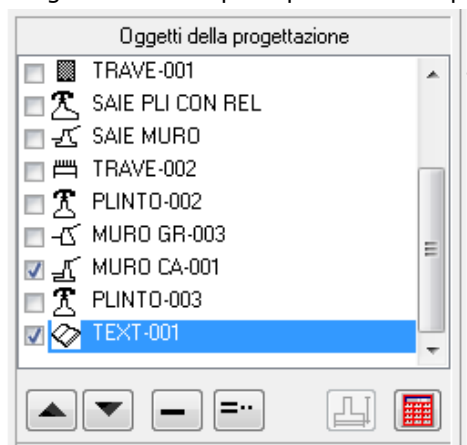 Oggetti della progettazione
TRAVE-001
SAIE PLI CON REL
SAIE MURO
TRAVE-002
PLINTO-002
MURO GR-003
MURO CA-001
PLINTO-003
TEXT-001